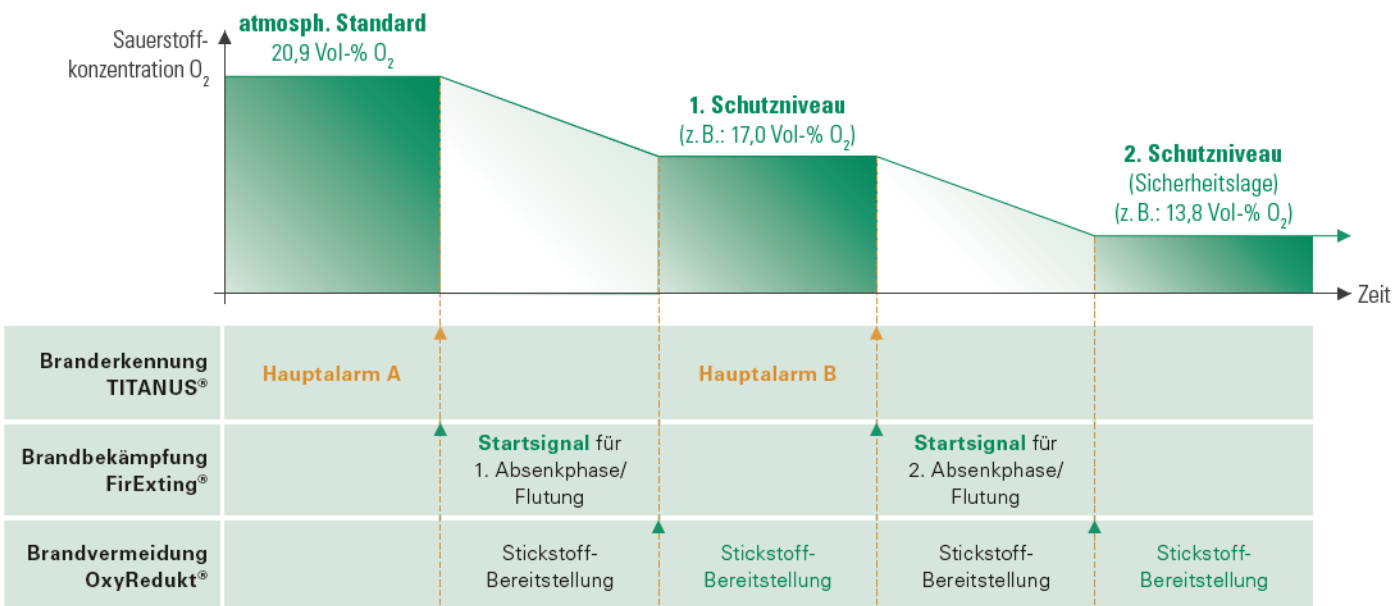 Sauerstoff-
konzentration O₂
atmosph. Standard
20,9 Vol-% O₂
1. Schutzniveau
(z. B.: 17,0 Vol-% O₂)
2. Schutzniveau
(Sicherheitslage)
(z. B.: 13,8 Vol-% O₂)
Zeit
Branderkennung
TITANUS®
Hauptalarm A
Hauptalarm B
Brandbekämpfung
FirExting®
Startsignal für
1. Absenkphase/
Flutung
Startsignal für
2. Absenkphase/
Flutung
Brandvermeidung
OxyRedukt®
Stickstoff-
Bereitstellung
Stickstoff-
Bereitstellung
Stickstoff-
Bereitstellung
Stickstoff-
Bereitstellung